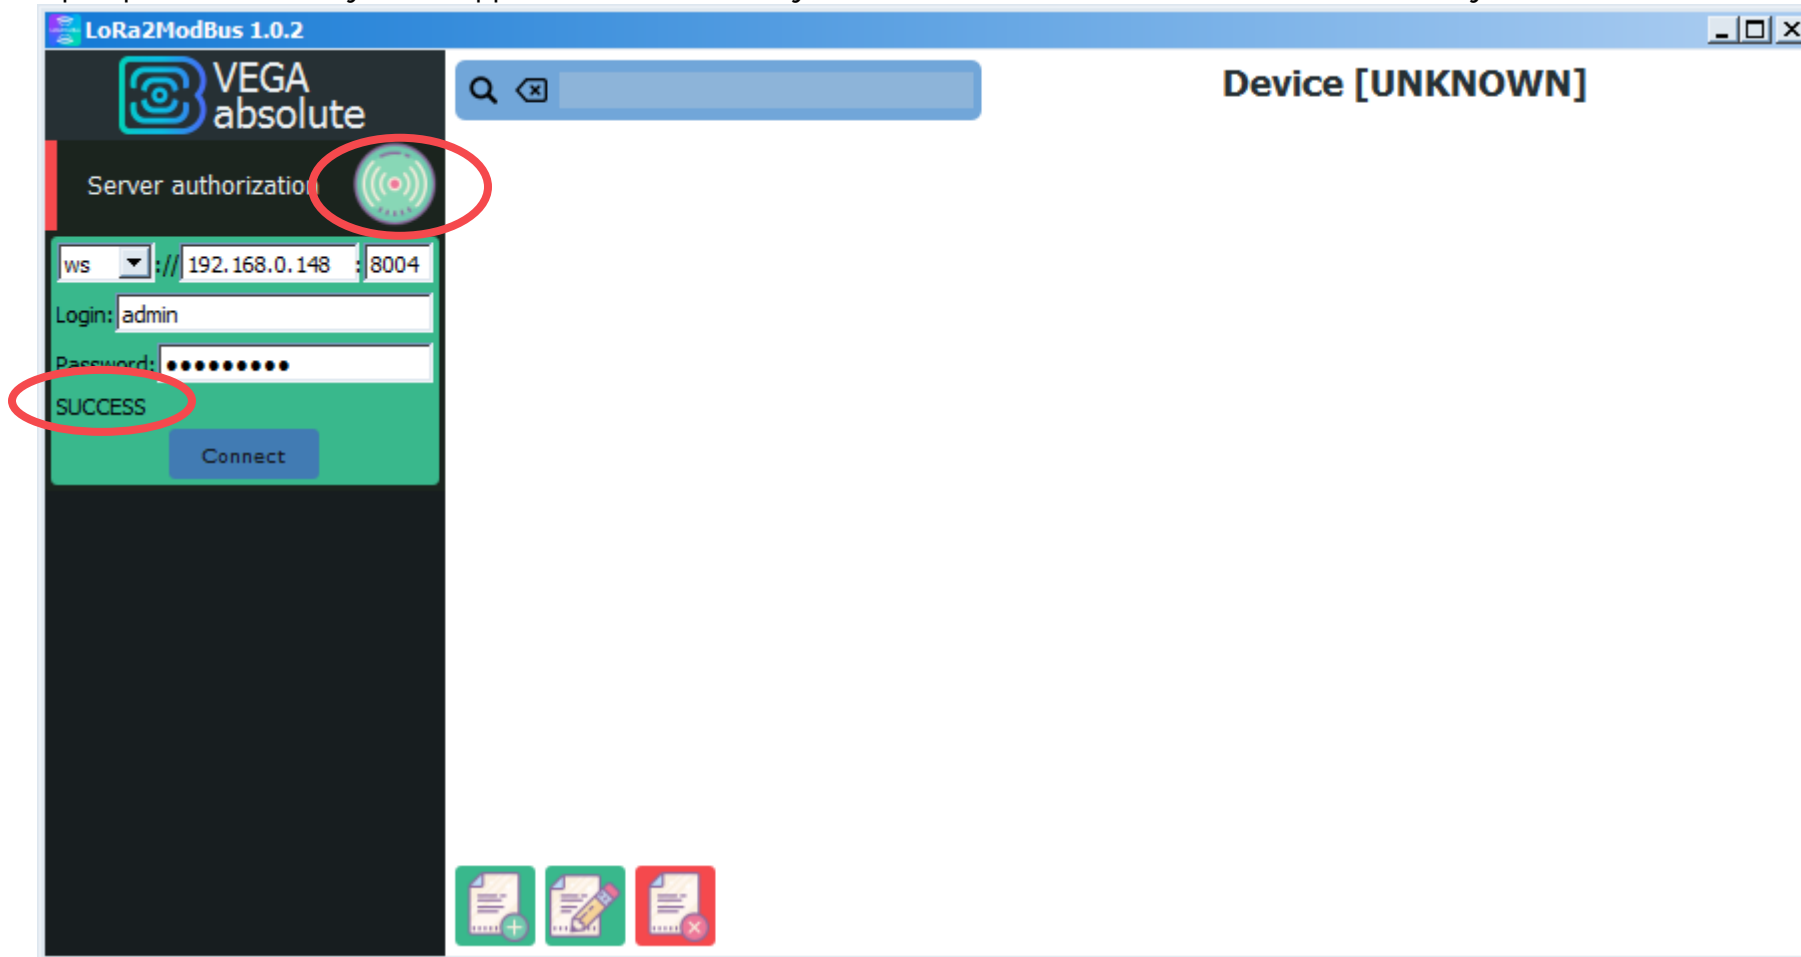 LoRa2ModBus 1.0.2
VEGA
absolute
Device [UNKNOWN]
Server authorization
ws :// 192.168.0.148 : 8004
Login: admin
Password: ●●●●●●●●●
SUCCESS
Connect